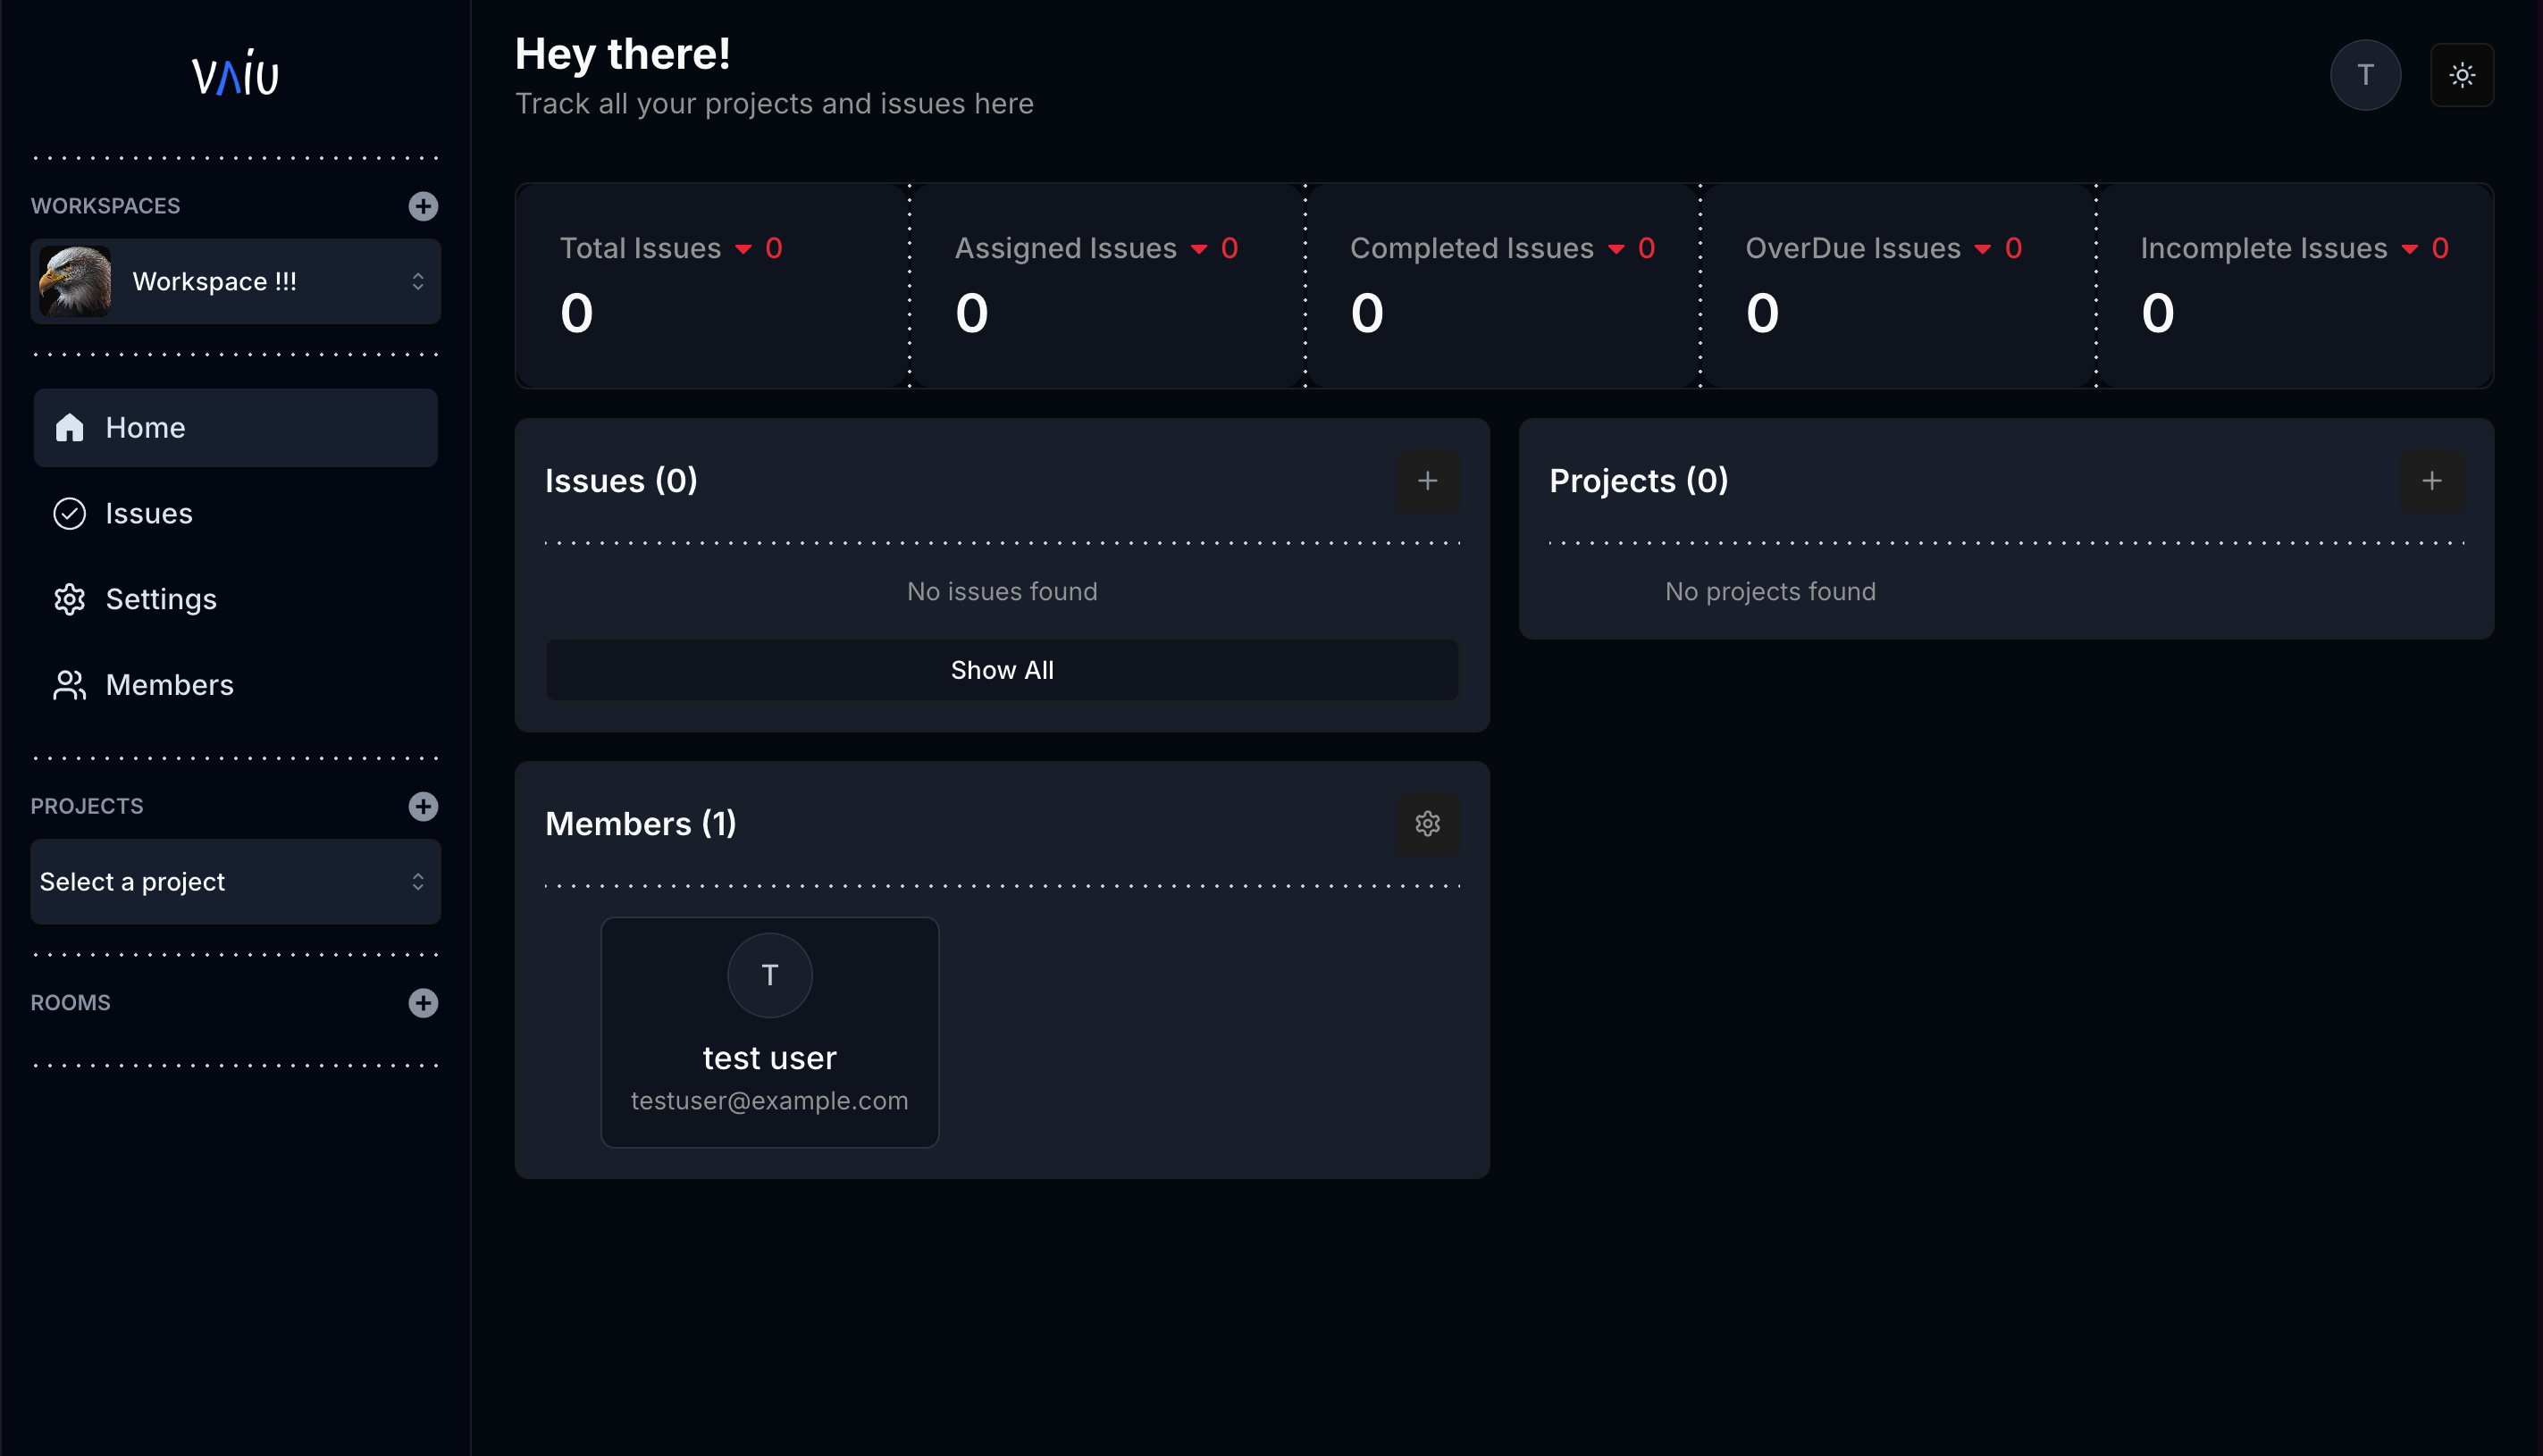 VAIU
WORKSPACES
Workspace !!!
Home
Issues
Settings
Members
PROJECTS
Select a project
ROOMS
Hey there!
Track all your projects and issues here
T
Total Issues 0
0
Assigned Issues 0
0
Completed Issues 0
0
OverDue Issues 0
0
Incomplete Issues 0
0
Issues (0)
No issues found
Show All
Projects (0)
No projects found
Members (1)
T
test user
testuser@example.com